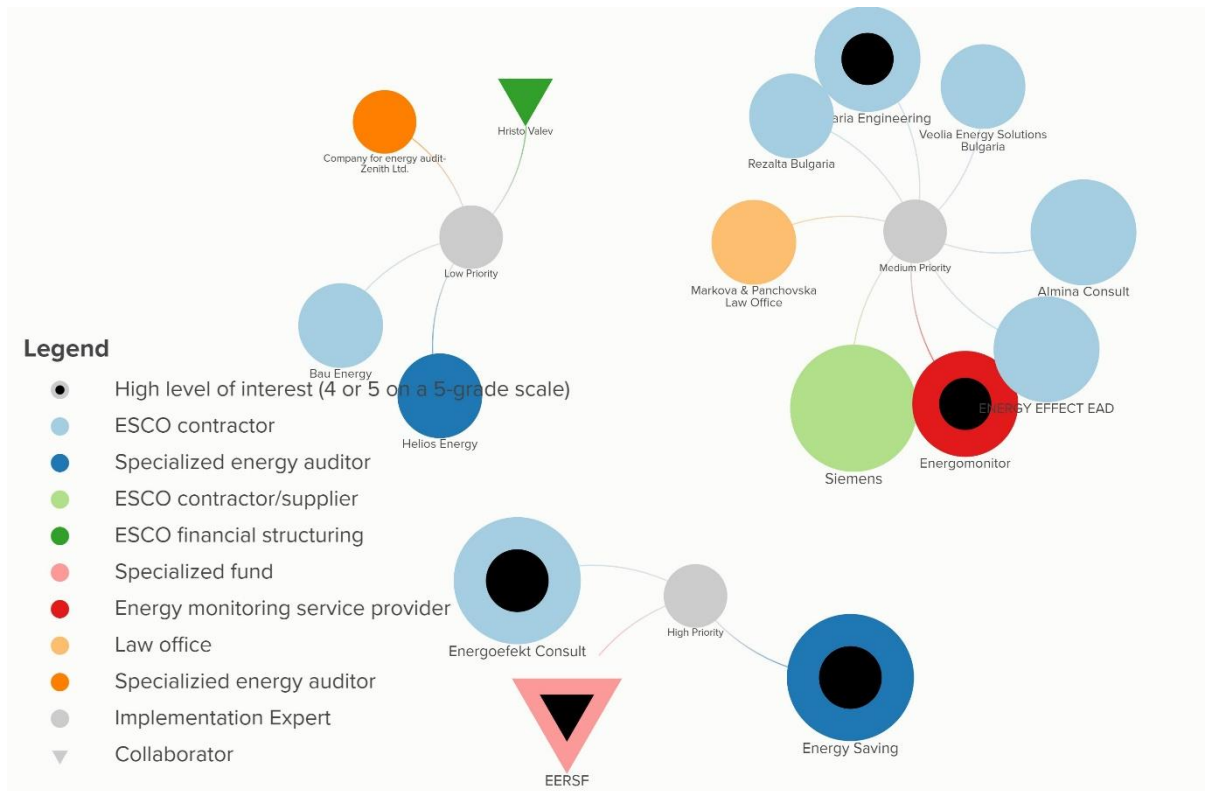 Hristo Valev
Company for energy audit-
Zenith Ltd.
Low Priority
Bau Energy
Helios Energy
aria Engineering
Veolia Energy Solutions
Bulgaria
Rezalta Bulgaria
Markova & Panchovska
Law Office
Medium Priority
Almina Consult
ENERGY EFFECT EAD
Energomonitor
Siemens
Legend
High level of interest (4 or 5 on a 5-grade scale)
ESCO contractor
Specialized energy auditor
ESCO contractor/supplier
ESCO financial structuring
Specialized fund
Energy monitoring service provider
Law office
Specializied energy auditor
Implementation Expert
Collaborator
Energoefekt Consult
High Priority
EERSF
Energy Saving